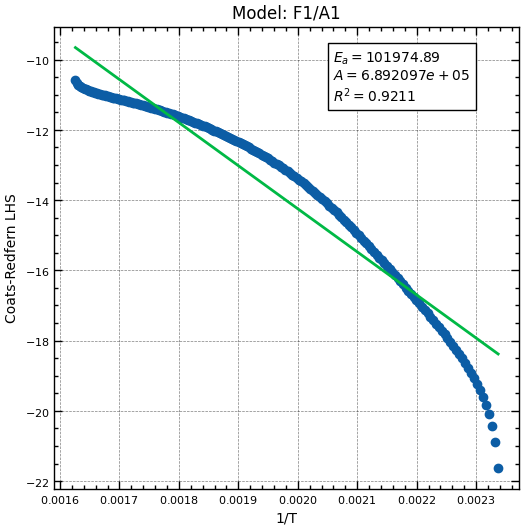 Model: F1/A1
E_a = 101974.89
A = 6.892097e + 05
R² = 0.9211
Coats-Redfern LHS
−10
−12
−14
−16
−18
−20
−22
0.0016 0.0017 0.0018 0.0019 0.0020 0.0021 0.0022 0.0023
1/T